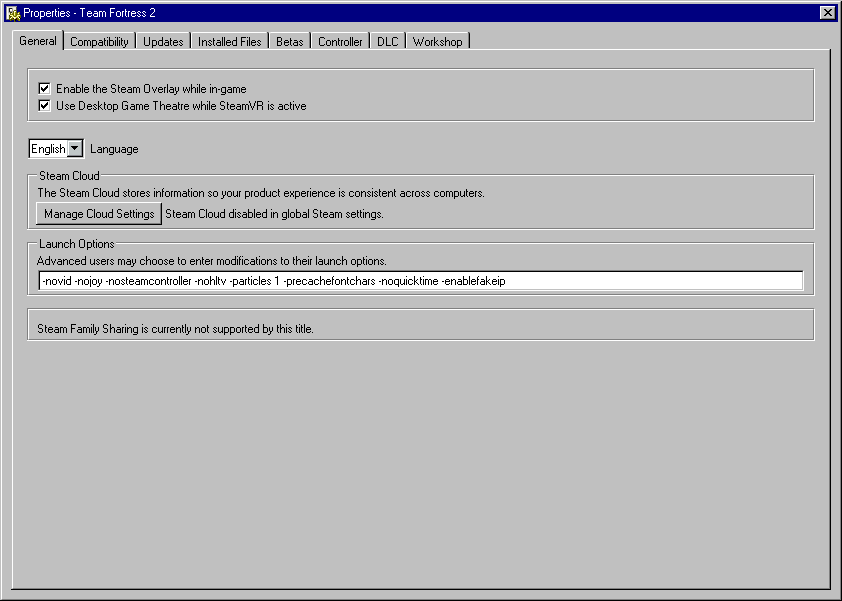 Properties - Team Fortress 2
General Compatibility Updates Installed Files Betas Controller DLC Workshop
Enable the Steam Overlay while in-game
Use Desktop Game Theatre while SteamVR is active
English Language
Steam Cloud
The Steam Cloud stores information so your product experience is consistent across computers.
Manage Cloud Settings Steam Cloud disabled in global Steam settings.
Launch Options
Advanced users may choose to enter modifications to their launch options.
-novid -nojoy -nosteamcontroller -nohltv -particles 1 -precachefontchars -noquicktime -enablefakeip
Steam Family Sharing is currently not supported by this title.